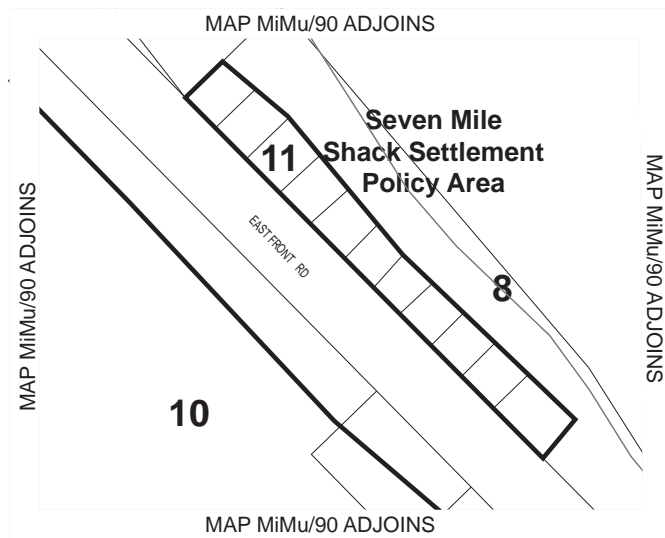 MAP MiMu/90 ADJOINS
Seven Mile
Shack Settlement
Policy Area
11
MAP MiMu/90 ADJOINS
MAP MiMu/90 ADJOINS
EAST FRONT RD
8
10
MAP MiMu/90 ADJOINS